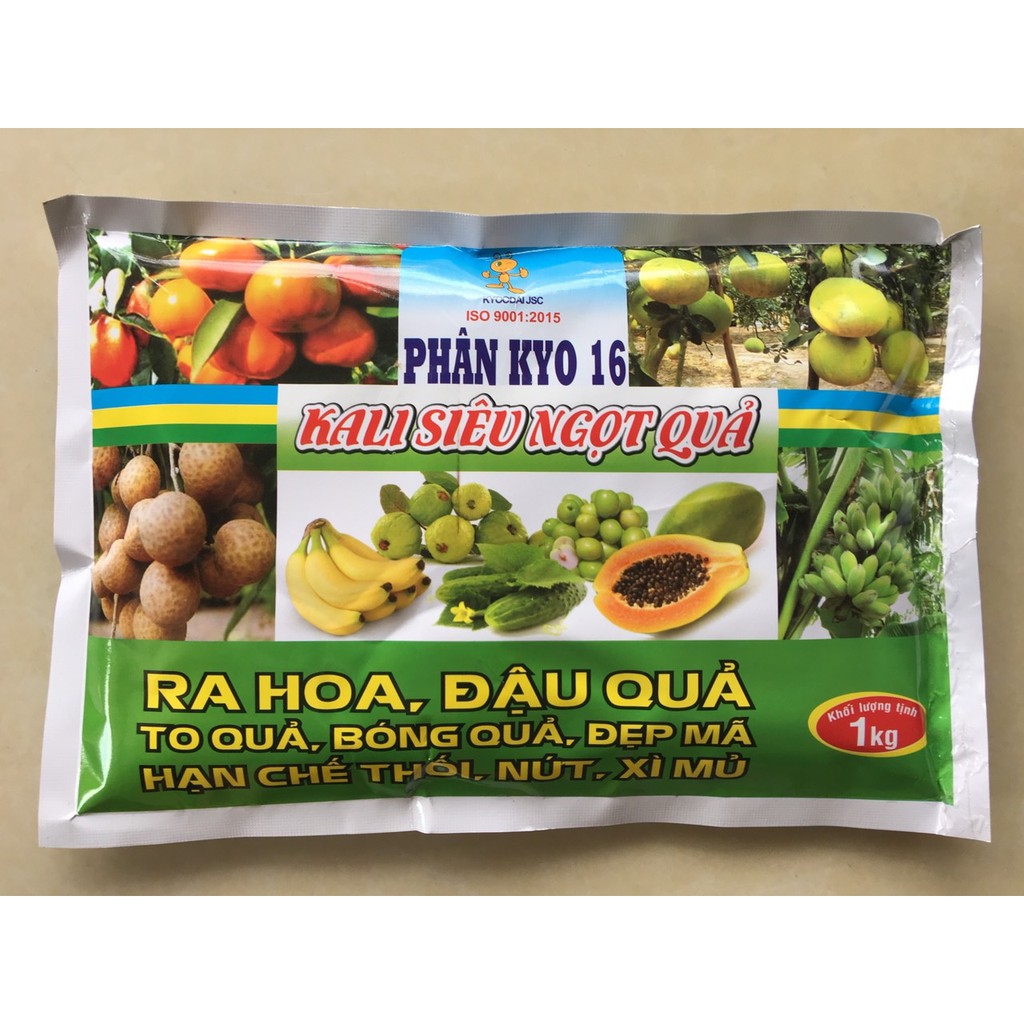 KYOODAI JSC
ISO 9001:2015
PHÂN KYO 16
KALI SIÊU NGỌT QUẢ
RA HOA, ĐẬU QUẢ
TO QUẢ, BÓNG QUẢ, ĐẸP MÃ
HẠN CHẾ THỐI, NỨT, XÌ MỦ
Khối lượng tịnh
1kg